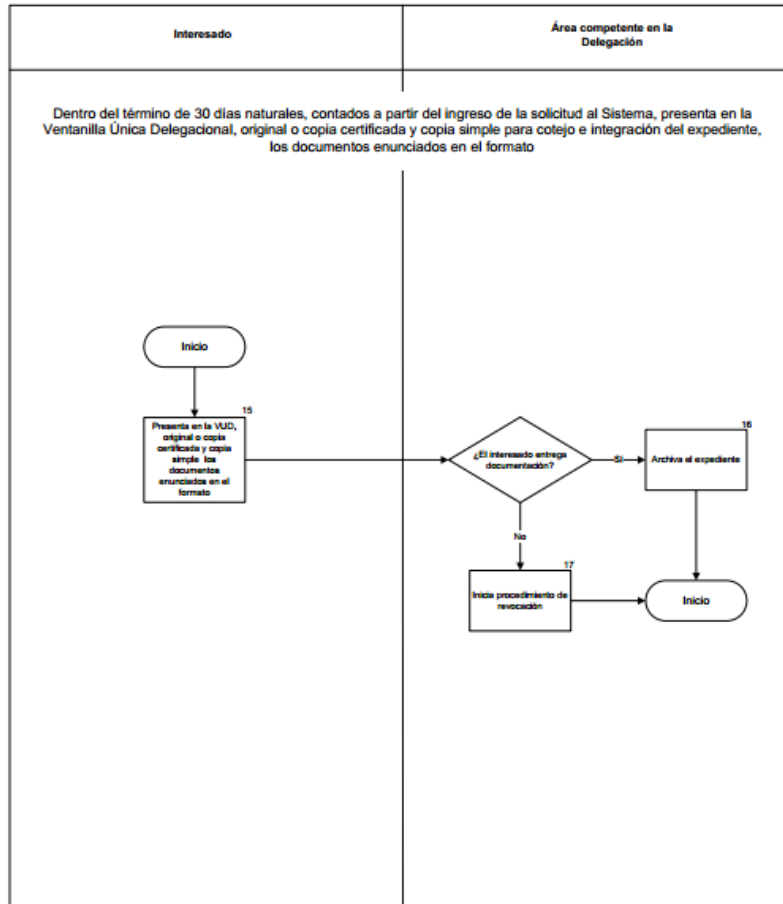 Interesado
Área competente en la
Delegación
Dentro del término de 30 días naturales, contados a partir del ingreso de la solicitud al Sistema, presenta en la
Ventanilla Única Delegacional, original o copia certificada y copia simple para cotejo e integración del expediente,
los documentos enunciados en el formato
Inicio
15
Presenta en la VUD,
original o copia
certificada y copia
simple los
documentos
enunciados en el
formato
¿El interesado entrega
documentación?
Sí
16
Archiva el expediente
No
17
Inicia procedimiento de
revocación
Inicio